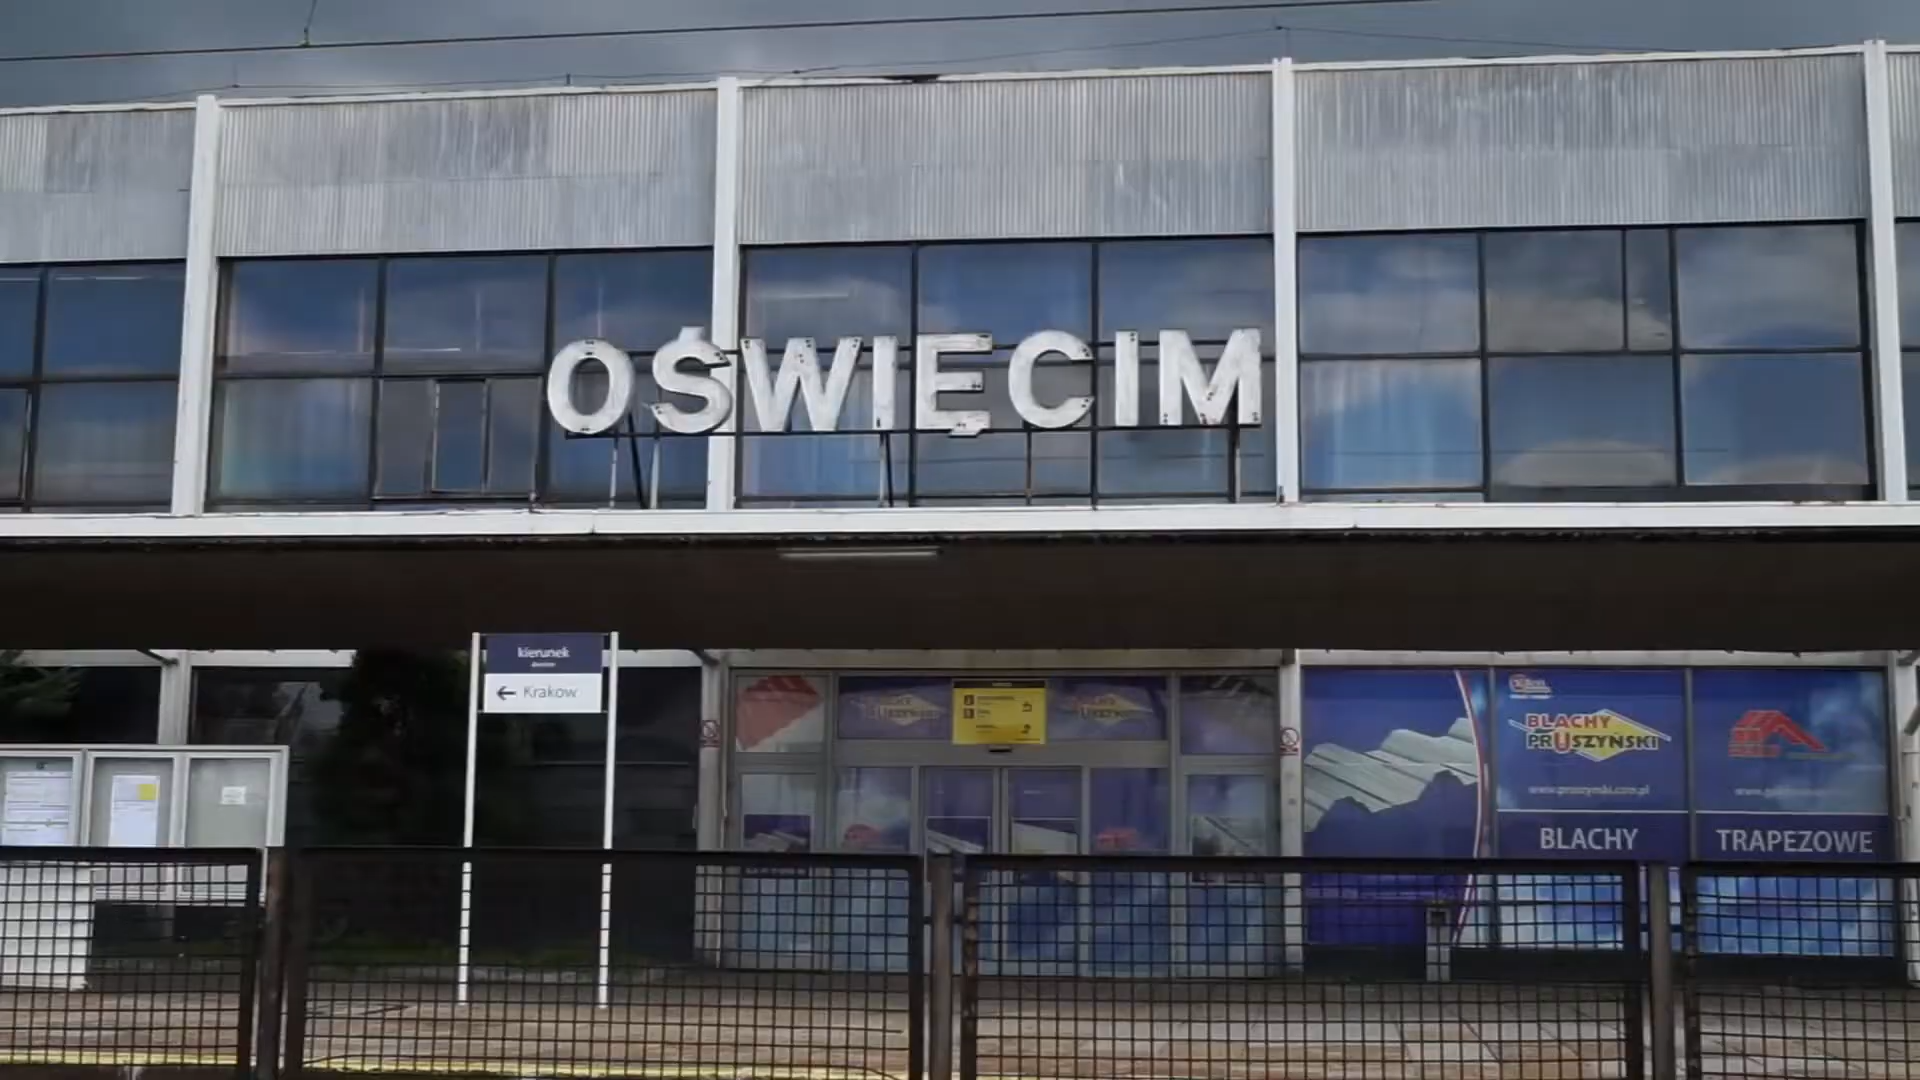 OŚWIĘCIM
kierunek
← Krakow
BLACHY
PRUSZYŃSKI
www.pruszynski.com.pl
BLACHY
TRAPEZOWE